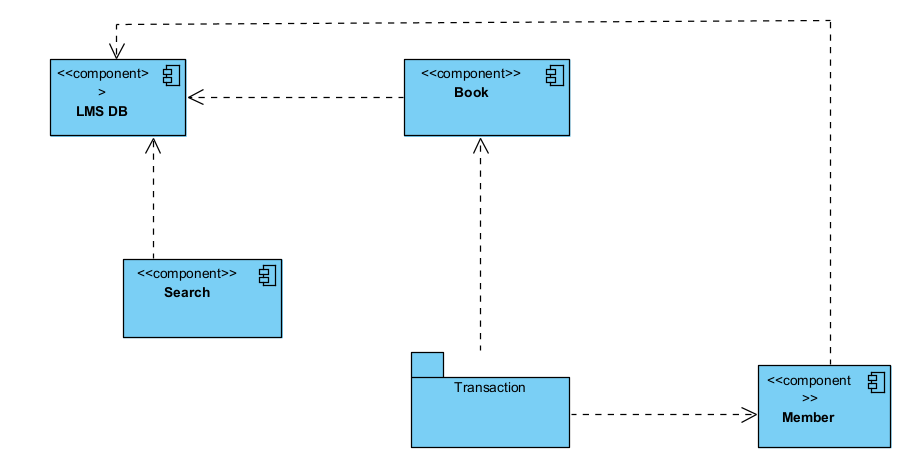 <<component>
>
LMS DB
<<component>>
Book
<<component>>
Search
Transaction
<<component
>>
Member